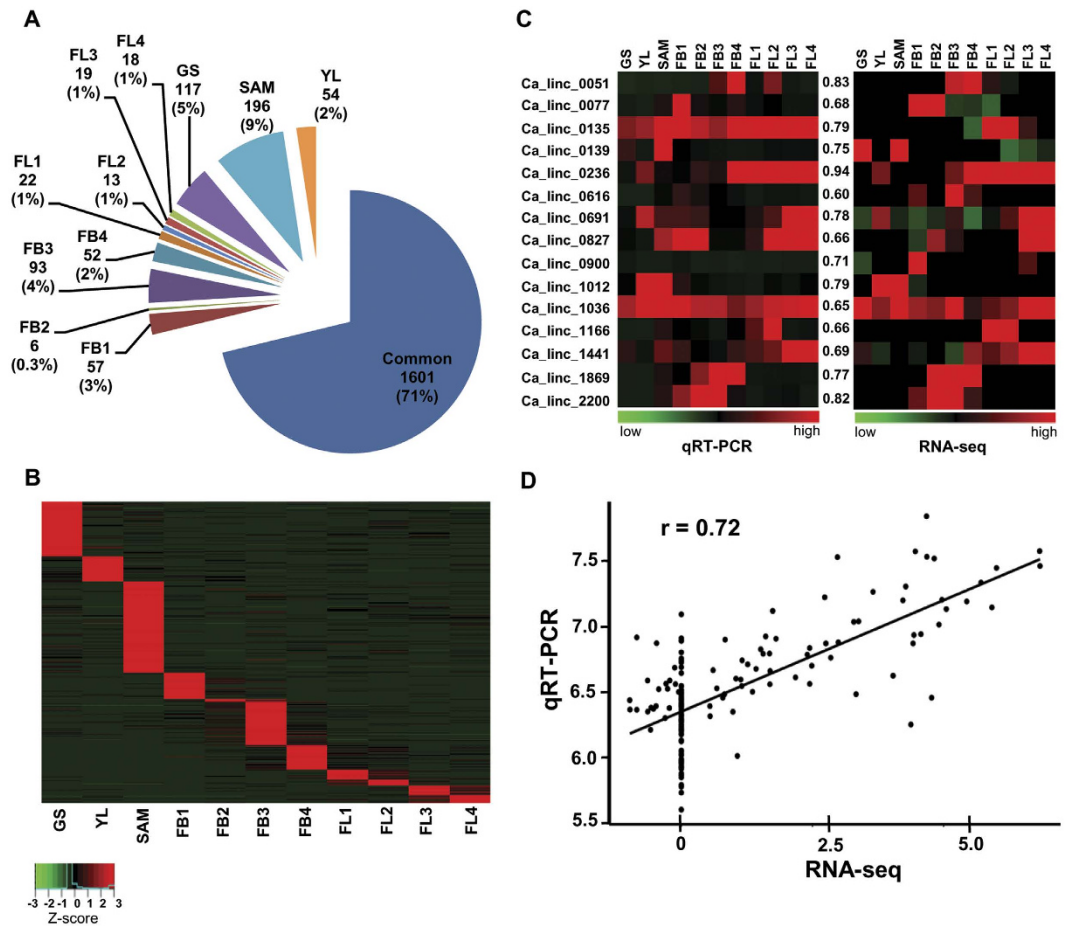 A
FL4
18
(1%)
FL3
19
(1%)
GS
117
(5%)
SAM
196
(9%)
YL
54
(2%)
FL1
22
(1%)
FL2
13
(1%)
FB4
52
(2%)
FB3
93
(4%)
FB2
6
(0.3%)
FB1
57
(3%)
Common
1601
(71%)
B
GS YL SAM FB1 FB2 FB3 FB4 FL1 FL2 FL3 FL4
-3 -2 -1 0 1 2 3
Z-score
C
GS YL SAM FB1 FB2 FB3 FB4 FL1 FL2 FL3 FL4 GS YL SAM FB1 FB2 FB3 FB4 FL1 FL2 FL3 FL4
Ca_linc_0051 0.83
Ca_linc_0077 0.68
Ca_linc_0135 0.79
Ca_linc_0139 0.75
Ca_linc_0236 0.94
Ca_linc_0616 0.60
Ca_linc_0691 0.78
Ca_linc_0827 0.66
Ca_linc_0900 0.71
Ca_linc_1012 0.79
Ca_linc_1036 0.65
Ca_linc_1166 0.66
Ca_linc_1441 0.69
Ca_linc_1869 0.77
Ca_linc_2200 0.82
low high low high
qRT-PCR RNA-seq
D
r = 0.72
qRT-PCR
7.5
7.0
6.5
6.0
5.5
0 2.5 5.0
RNA-seq